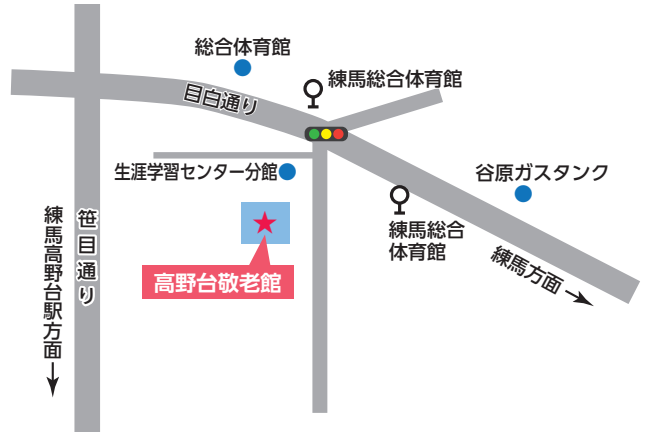 総合体育館
練馬総合体育館
目白通り
生涯学習センター分館
谷原ガスタンク
練馬総合
体育館
練馬方面
高野台敬老館
笹目通り
練馬高野台駅方面